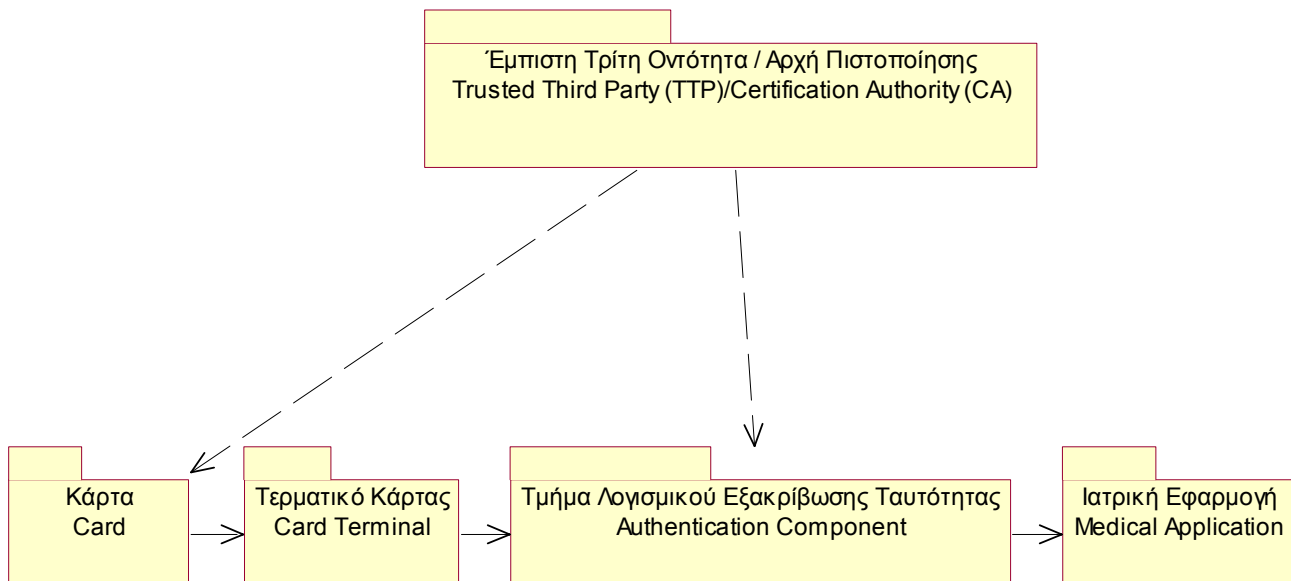 Έμπιστη Τρίτη Οντότητα / Αρχή Πιστοποίησης
Trusted Third Party (TTP)/Certification Authority (CA)
Κάρτα
Card
Τερματικό Κάρτας
Card Terminal
Τμήμα Λογισμικού Εξακρίβωσης Ταυτότητας
Authentication Component
Ιατρική Εφαρμογή
Medical Application